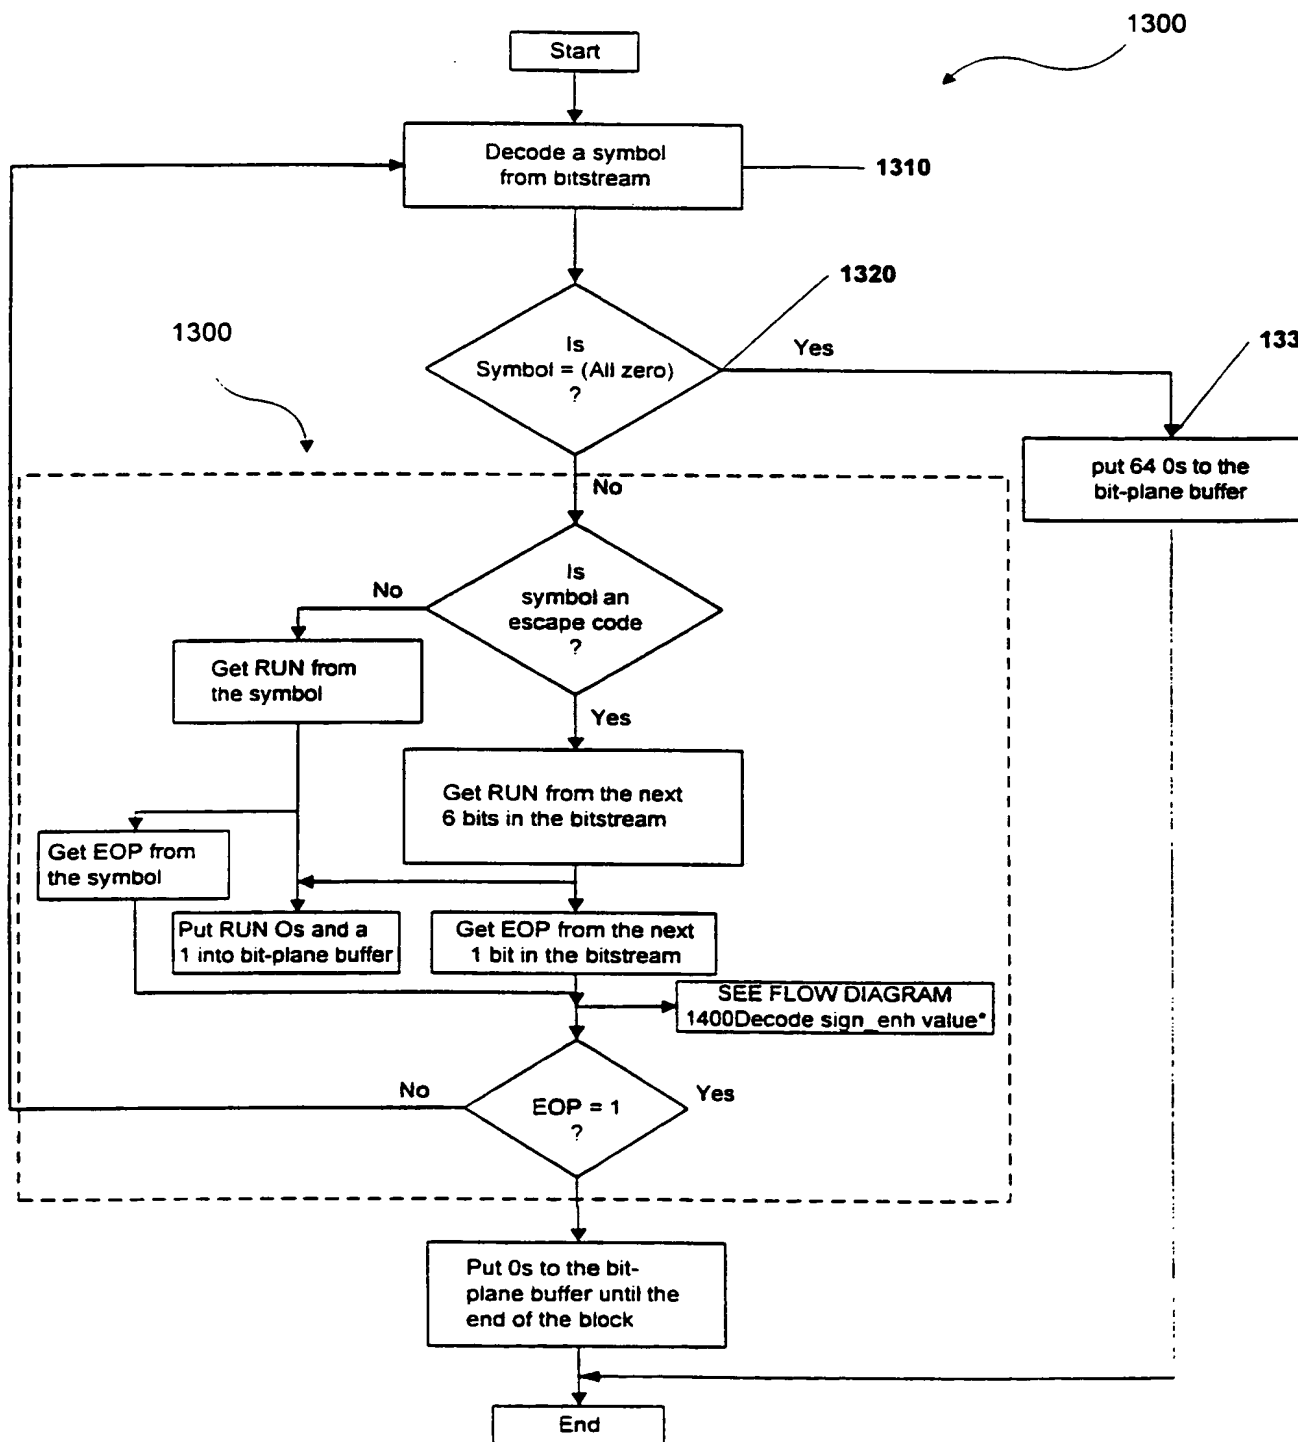 1300
Start
Decode a symbol
from bitstream
1310
1320
Is
Symbol = (All zero)
?
Yes
133
1300
put 64 0s to the
bit-plane buffer
No
Is
symbol an
escape code
?
No
Get RUN from
the symbol
Yes
Get RUN from the next
6 bits in the bitstream
Get EOP from
the symbol
Put RUN Os and a
1 into bit-plane buffer
Get EOP from the next
1 bit in the bitstream
SEE FLOW DIAGRAM
1400Decode sign_enh value*
No
Yes
EOP = 1
?
Put 0s to the bit-
plane buffer until the
end of the block
End